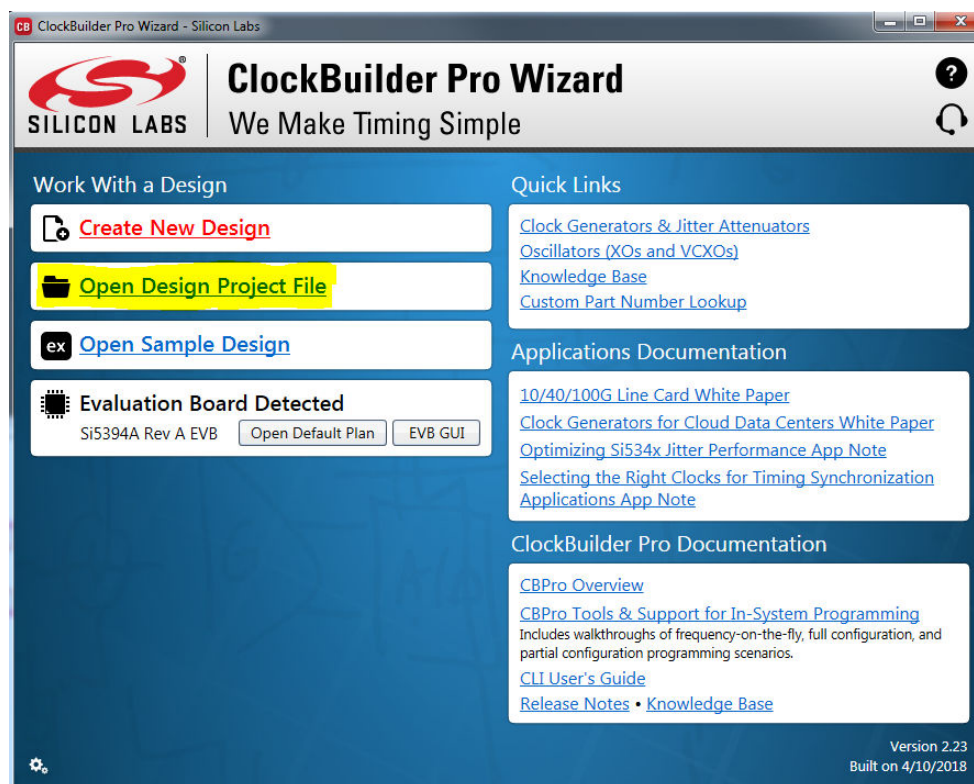 CB ClockBuilder Pro Wizard - Silicon Labs
SILICON LABS
®
ClockBuilder Pro Wizard
We Make Timing Simple
?
Work With a Design
Create New Design
Open Design Project File
ex Open Sample Design
Evaluation Board Detected
Si5394A Rev A EVB Open Default Plan EVB GUI
Quick Links
Clock Generators & Jitter Attenuators
Oscillators (XOs and VCXOs)
Knowledge Base
Custom Part Number Lookup
Applications Documentation
10/40/100G Line Card White Paper
Clock Generators for Cloud Data Centers White Paper
Optimizing Si534x Jitter Performance App Note
Selecting the Right Clocks for Timing Synchronization
Applications App Note
ClockBuilder Pro Documentation
CBPro Overview
CBPro Tools & Support for In-System Programming
Includes walkthroughs of frequency-on-the-fly, full configuration, and
partial configuration programming scenarios.
CLI User's Guide
Release Notes • Knowledge Base
Version 2.23
Built on 4/10/2018